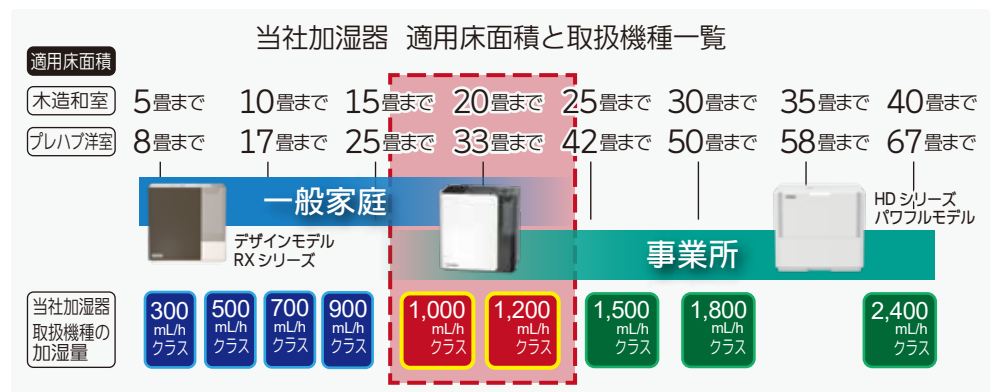 当社加湿器 適用床面積と取扱機種一覧
適用床面積
木造和室 5畳まで 10畳まで 15畳まで 20畳まで 25畳まで 30畳まで 35畳まで 40畳まで
プレハブ洋室 8畳まで 17畳まで 25畳まで 33畳まで 42畳まで 50畳まで 58畳まで 67畳まで
一般家庭
デザインモデル
RXシリーズ
HDシリーズ
パワフルモデル
事業所
当社加湿器
取扱機種の
加湿量
300
mL/h
クラス
500
mL/h
クラス
700
mL/h
クラス
900
mL/h
クラス
1,000
mL/h
クラス
1,200
mL/h
クラス
1,500
mL/h
クラス
1,800
mL/h
クラス
2,400
mL/h
クラス